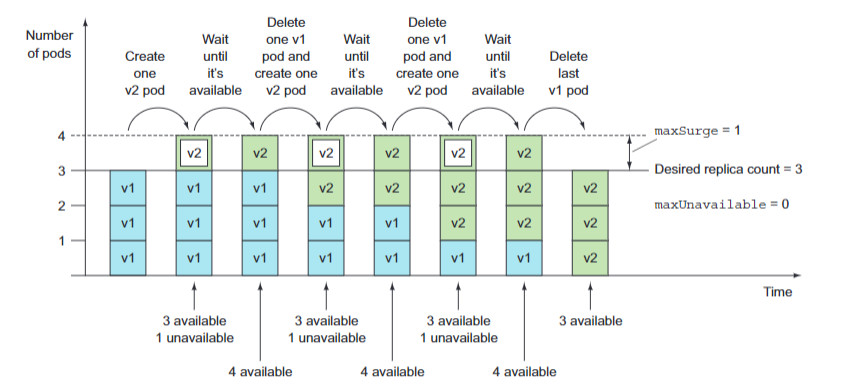 Number
of pods
Create
one
v2 pod
Wait
until
it's
available
Delete
one v1
pod and
create one
v2 pod
Wait
until
it's
available
Delete
one v1
pod and
create one
v2 pod
Wait
until
it's
available
Delete
last
v1 pod
4
3
2
1
v1
v1
v1
v2
v1
v1
v1
v2
v1
v1
v1
v2
v2
v1
v1
v2
v2
v1
v1
v2
v2
v2
v1
v2
v2
v2
v1
v2
v2
v2
maxSurge = 1
Desired replica count = 3
maxUnavailable = 0
Time
3 available
1 unavailable
4 available
3 available
1 unavailable
4 available
3 available
1 unavailable
4 available
3 available